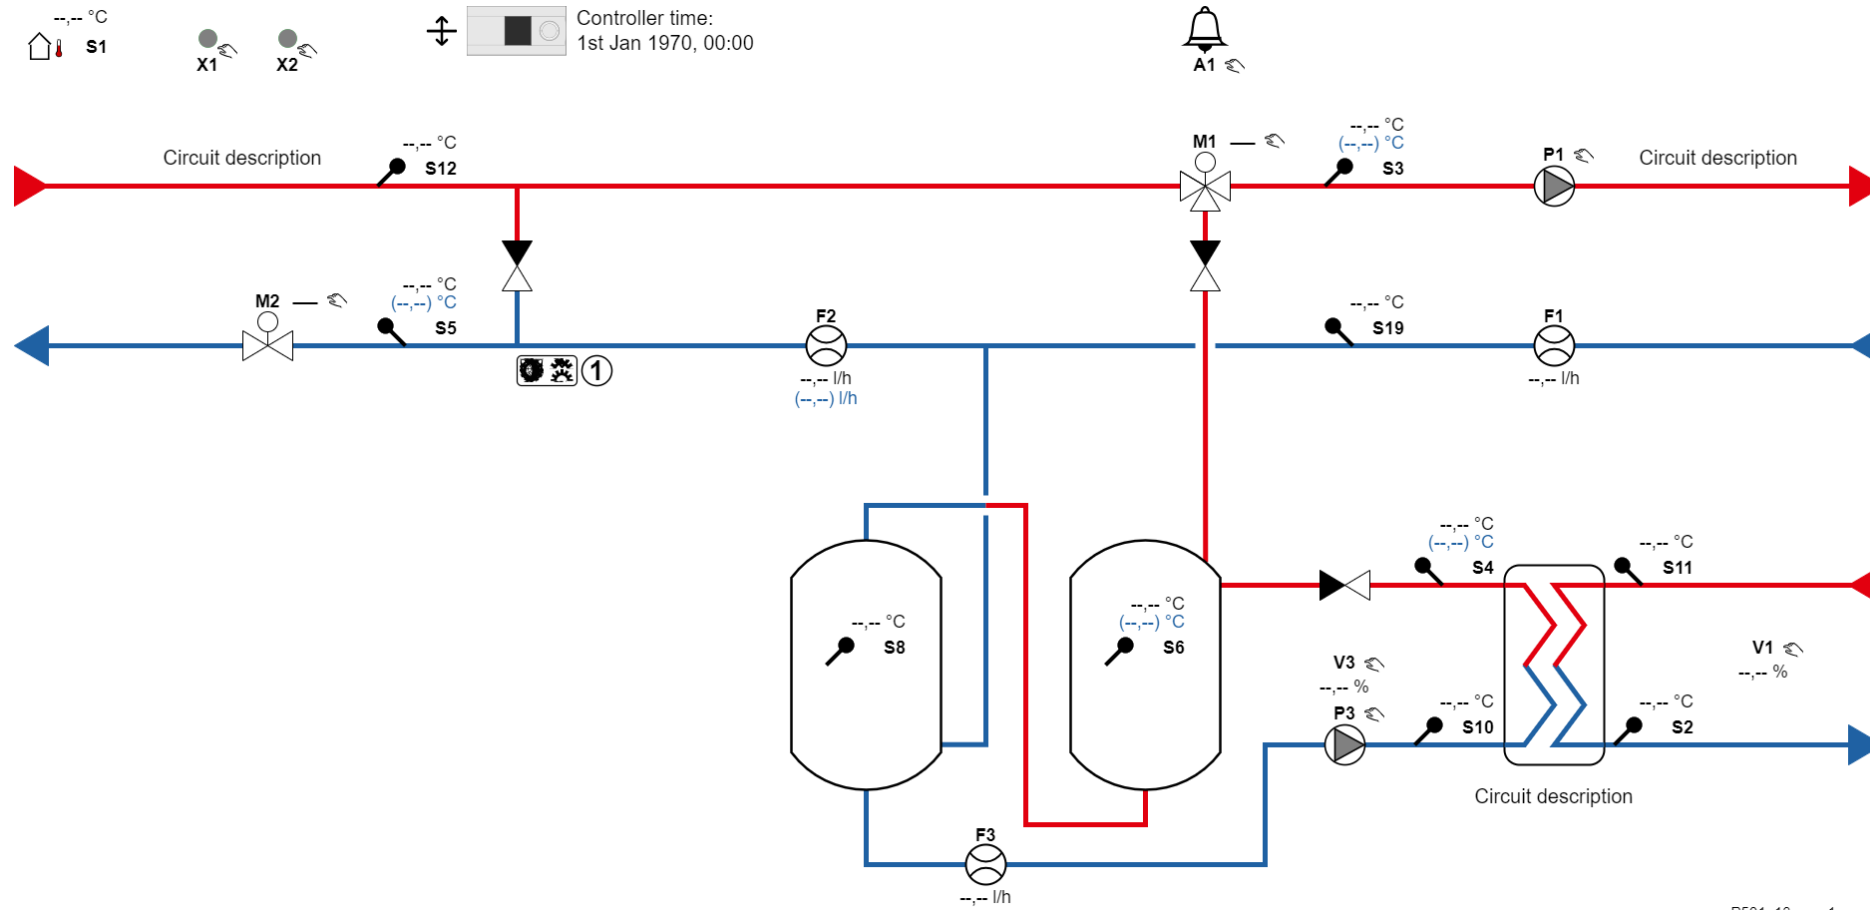 --,-- °C
S1
X1
X2
Controller time:
1st Jan 1970, 00:00
A1
Circuit description
--,-- °C
S12
M1
--,-- °C
(--,--) °C
S3
P1
Circuit description
M2
--,-- °C
(--,--) °C
S5
1
F2
--,-- l/h
(--,--) l/h
--,-- °C
S19
F1
--,-- l/h
--,-- °C
S8
--,-- °C
(--,--) °C
S6
--,-- °C
(--,--) °C
S4
--,-- °C
S11
V3
--,-- %
P3
--,-- °C
S10
--,-- °C
S2
V1
--,-- %
Circuit description
F3
--,-- l/h